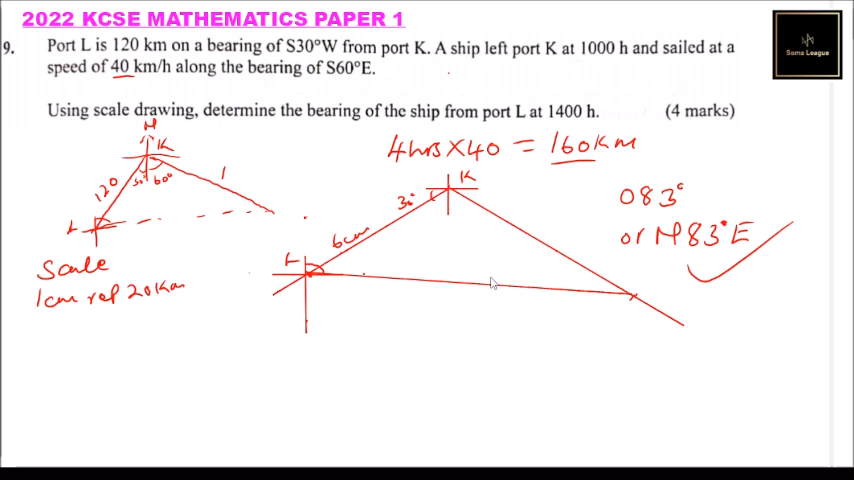 2022 KCSE MATHEMATICS PAPER 1
9. Port L is 120 km on a bearing of S30°W from port K. A ship left port K at 1000 h and sailed at a
speed of 40 km/h along the bearing of S60°E.
Soma League
Using scale drawing, determine the bearing of the ship from port L at 1400 h. (4 marks)
N
K
120
30° 60°
L
4hrs × 40 = 160km
K
30°
6cm
L
083°
or N83°E
Scale
1cm rep 20km